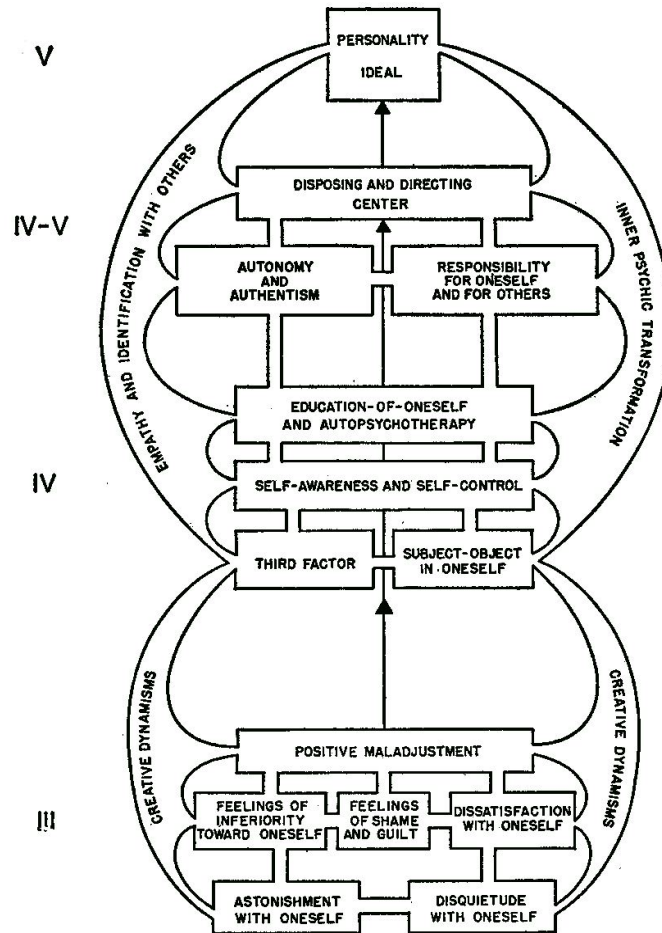 V
PERSONALITY
IDEAL
EMPATHY AND IDENTIFICATION WITH OTHERS
INNER PSYCHIC TRANSFORMATION
DISPOSING AND DIRECTING
CENTER
IV-V
AUTONOMY
AND
AUTHENTISM
RESPONSIBILITY
FOR ONESELF
AND FOR OTHERS
EDUCATION-OF-ONESELF
AND AUTOPSYCHOTHERAPY
IV
SELF-AWARENESS AND SELF-CONTROL
THIRD FACTOR
SUBJECT-OBJECT
IN ONESELF
CREATIVE DYNAMISMS
CREATIVE DYNAMISMS
POSITIVE MALADJUSTMENT
III
FEELINGS OF
INFERIORITY
TOWARD ONESELF
FEELINGS
OF SHAME
AND GUILT
DISSATISFACTION
WITH ONESELF
ASTONISHMENT
WITH ONESELF
DISQUIETUDE
WITH ONESELF